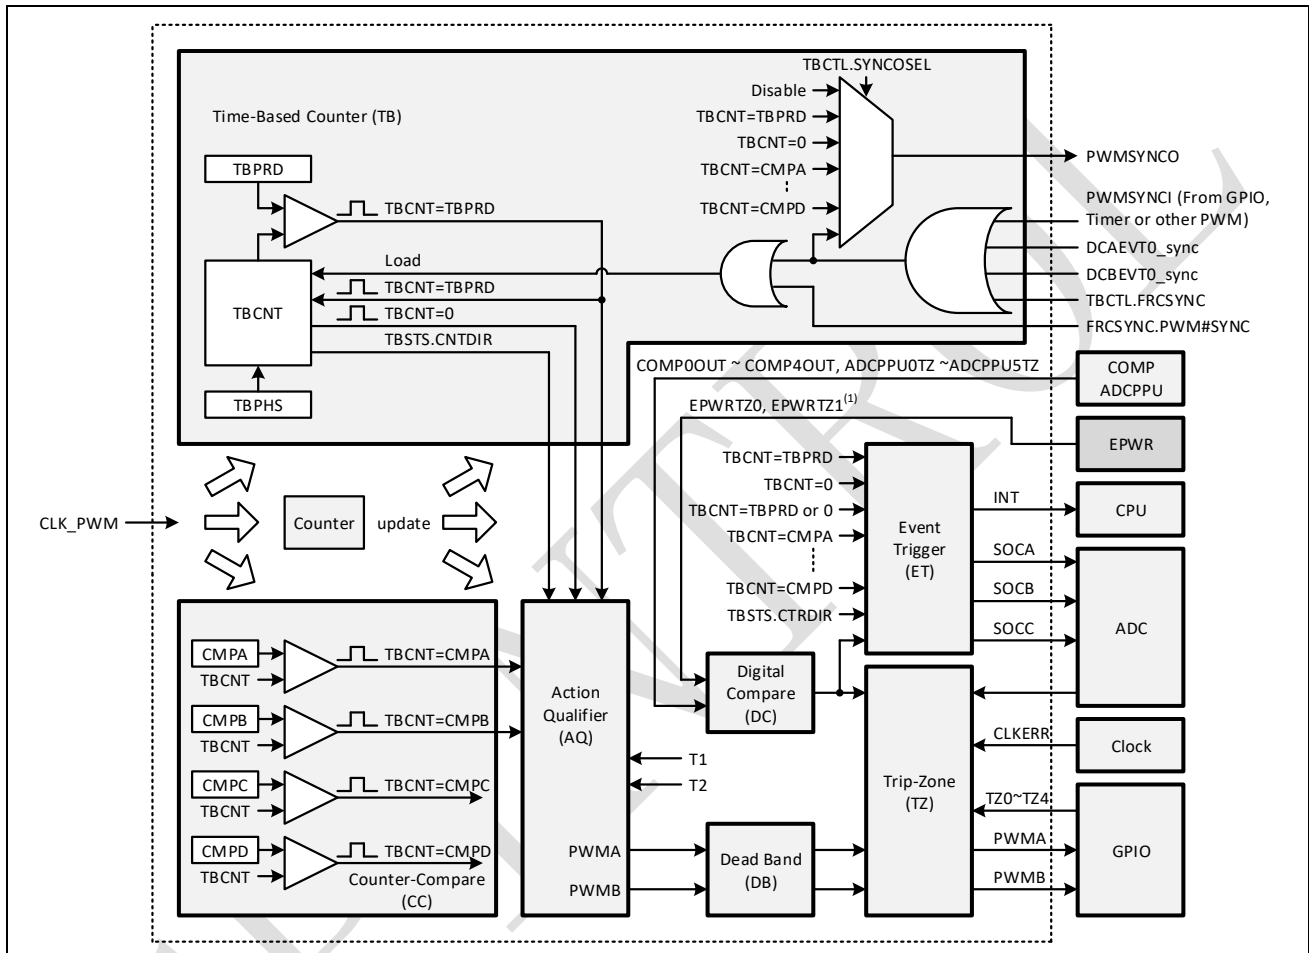 TBCTL.SYNCOSEL
Disable
Time-Based Counter (TB)
TBCNT=TBPRD
TBCNT=0
PWMSYNCO
TBPRD
TBCNT=CMPA
PWMSYNCI (From GPIO,
Timer or other PWM)
TBCNT=TBPRD
TBCNT=CMPD
DCAEVT0_sync
Load
DCBEVT0_sync
TBCNT=TBPRD
TBCTL.FRCSYNC
TBCNT
TBCNT=0
FRCSYNC.PWM#SYNC
TBSTS.CNTDIR
COMP0OUT ~ COMP4OUT, ADCPPU0TZ ~ADCPPU5TZ
COMP
ADCPPU
TBPHS
EPWRTZ0, EPWRTZ1(1)
EPWR
TBCNT=TBPRD
TBCNT=0
TBCNT=TBPRD or 0
TBCNT=CMPA
TBCNT=CMPD
TBSTS.CTRDIR
Event
Trigger
(ET)
INT
CPU
SOCA
SOCB
SOCC
ADC
CLK_PWM
Counter
update
CMPA
TBCNT
TBCNT=CMPA
CMPB
TBCNT
TBCNT=CMPB
CMPC
TBCNT
TBCNT=CMPC
CMPD
TBCNT
TBCNT=CMPD
Counter-Compare
(CC)
Action
Qualifier
(AQ)
T1
T2
PWMA
PWMB
Digital
Compare
(DC)
Dead Band
(DB)
Trip-Zone
(TZ)
CLKERR
Clock
TZ0~TZ4
PWMA
PWMB
GPIO